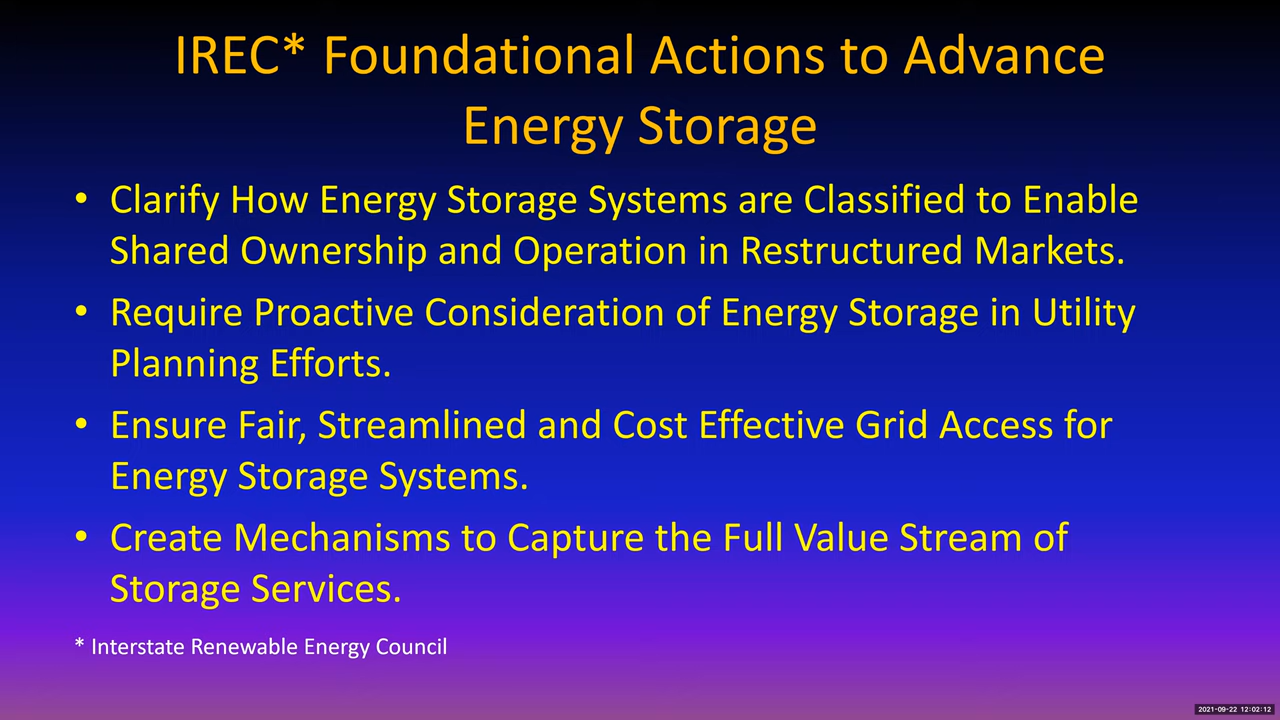 IREC* Foundational Actions to Advance
Energy Storage
• Clarify How Energy Storage Systems are Classified to Enable
Shared Ownership and Operation in Restructured Markets.
• Require Proactive Consideration of Energy Storage in Utility
Planning Efforts.
• Ensure Fair, Streamlined and Cost Effective Grid Access for
Energy Storage Systems.
• Create Mechanisms to Capture the Full Value Stream of
Storage Services.
* Interstate Renewable Energy Council
2021-09-22 12:02:12